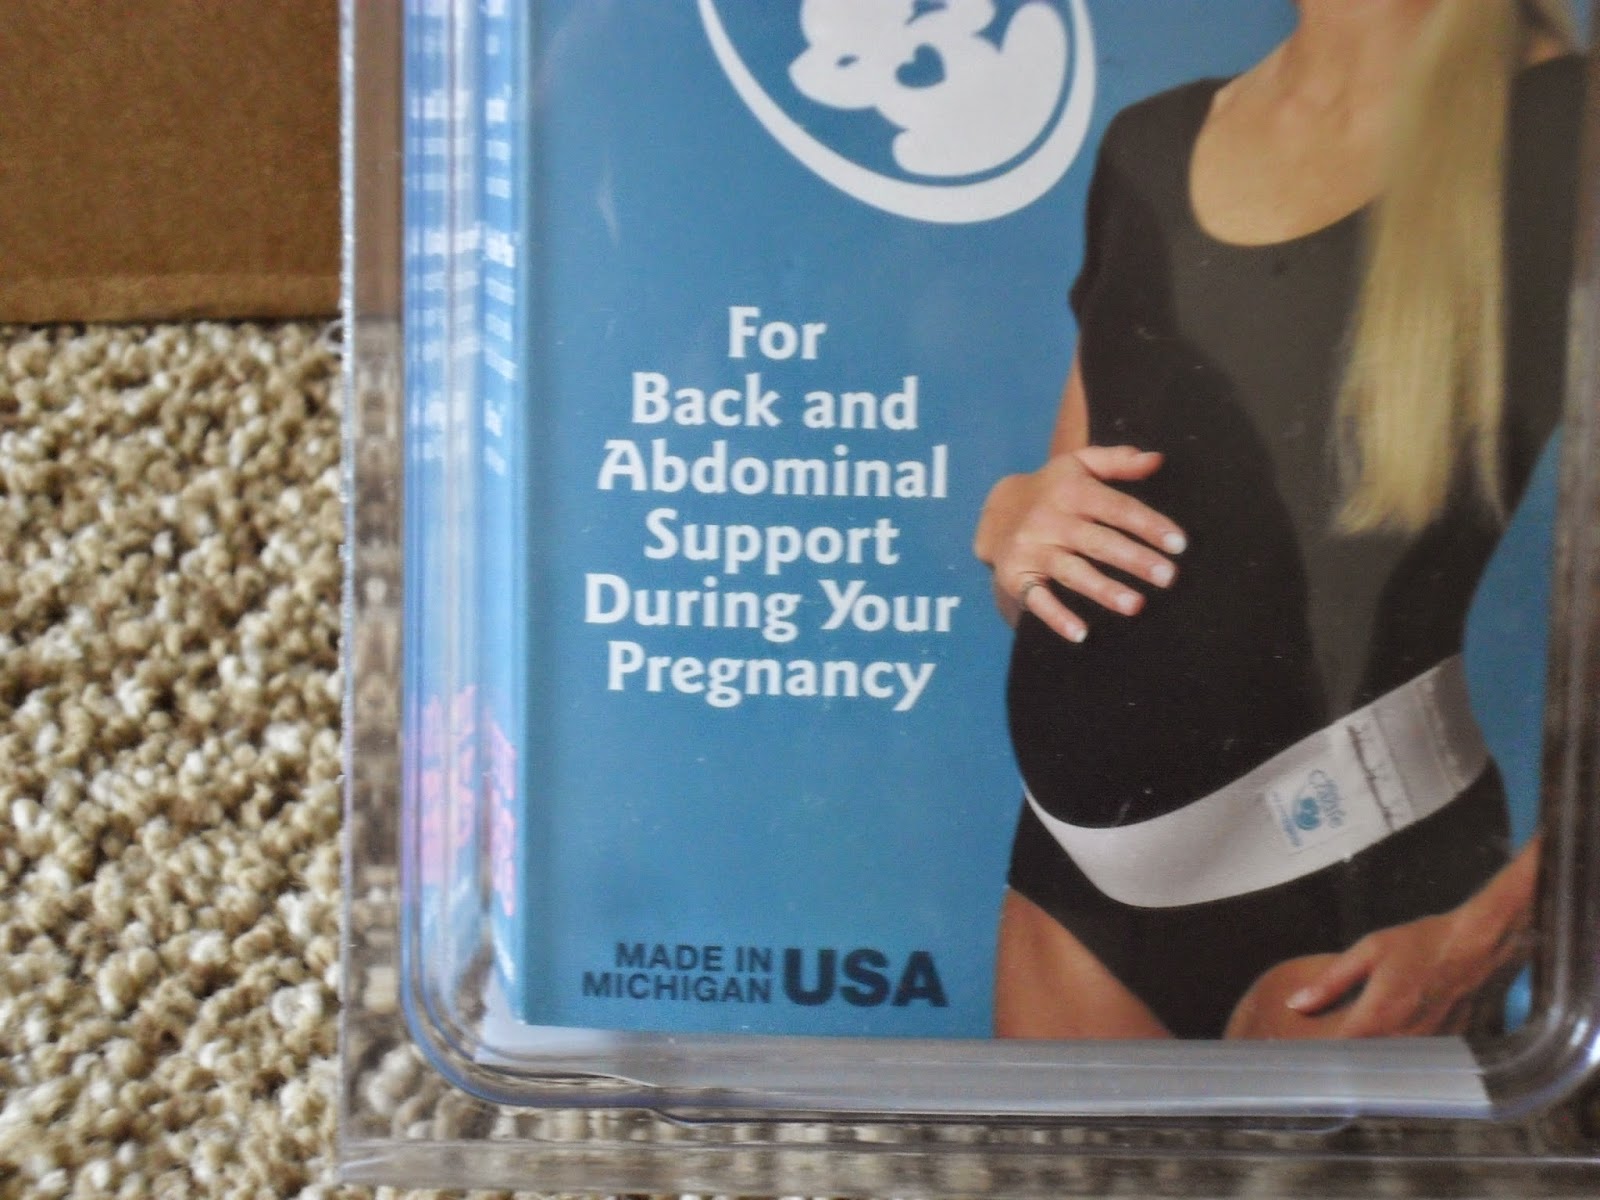 For
Back and
Abdominal
Support
During Your
Pregnancy
MADE IN
MICHIGAN USA